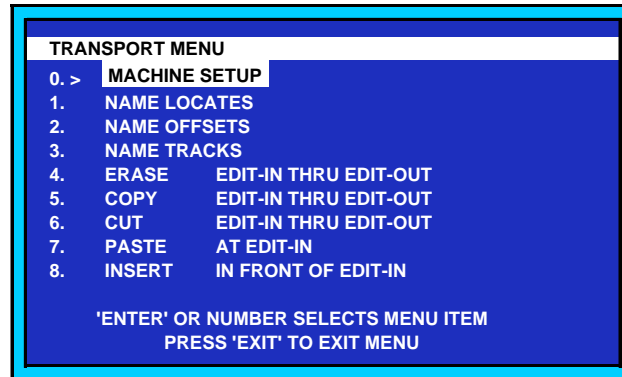 TRANSPORT MENU
0. > MACHINE SETUP
1. NAME LOCATES
2. NAME OFFSETS
3. NAME TRACKS
4. ERASE EDIT-IN THRU EDIT-OUT
5. COPY EDIT-IN THRU EDIT-OUT
6. CUT EDIT-IN THRU EDIT-OUT
7. PASTE AT EDIT-IN
8. INSERT IN FRONT OF EDIT-IN
'ENTER' OR NUMBER SELECTS MENU ITEM
PRESS 'EXIT' TO EXIT MENU